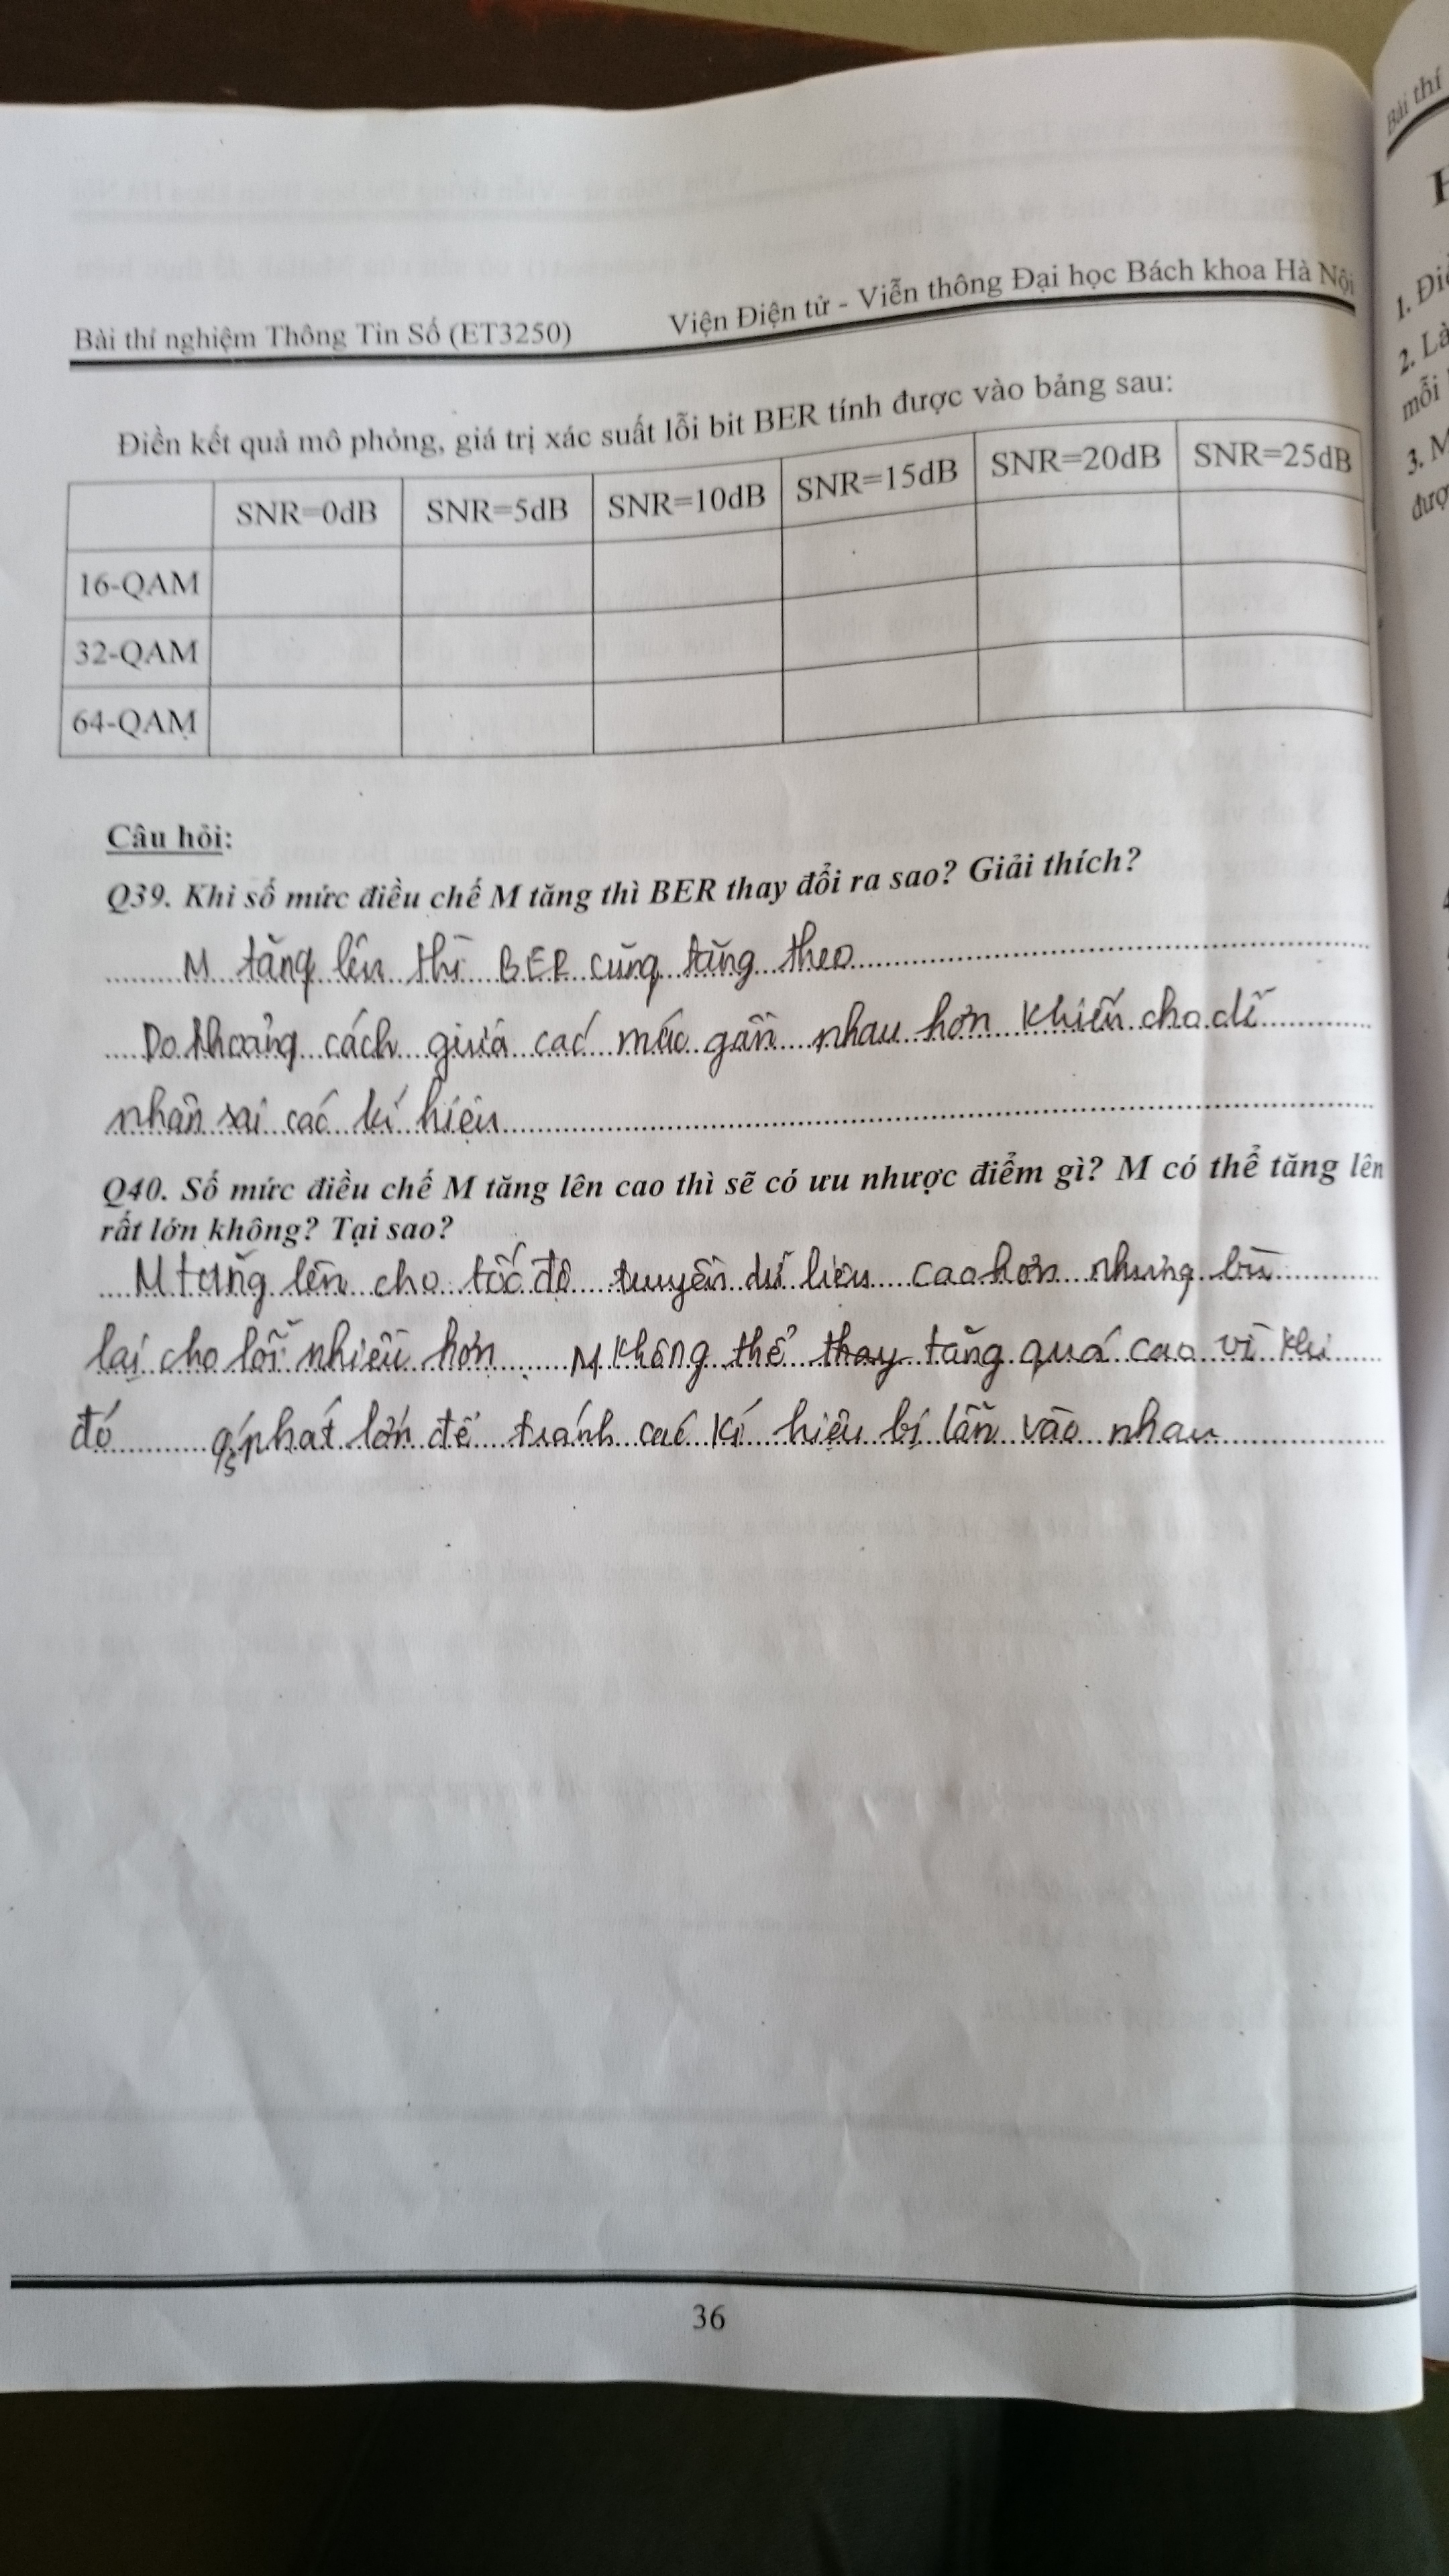 Bài thí nghiệm Thông Tin Số (ET3250) Viện Điện tử - Viễn thông Đại học Bách khoa Hà Nội
Điền kết quả mô phỏng, giá trị xác suất lỗi bit BER tính được vào bảng sau:
SNR=0dB SNR=5dB SNR=10dB SNR=15dB SNR=20dB SNR=25dB
16-QAM
32-QAM
64-QAM
Câu hỏi:
Q39. Khi số mức điều chế M tăng thì BER thay đổi ra sao? Giải thích?
M tăng lên thì BER cũng tăng theo
Do khoảng cách giữa các mức gần nhau hơn khiến cho dễ
nhận sai các kí hiệu
Q40. Số mức điều chế M tăng lên cao thì sẽ có ưu nhược điểm gì? M có thể tăng lên
rất lớn không? Tại sao?
M tăng lên cho tốc độ truyền dữ liệu cao hơn nhưng bù
lại cho lỗi nhiều hơn M không thể thay tăng quá cao vì khi
đó phát lớn để tránh các kí hiệu bị lẫn vào nhau
36
Bài thí
1.
2.
mỗi
3. M